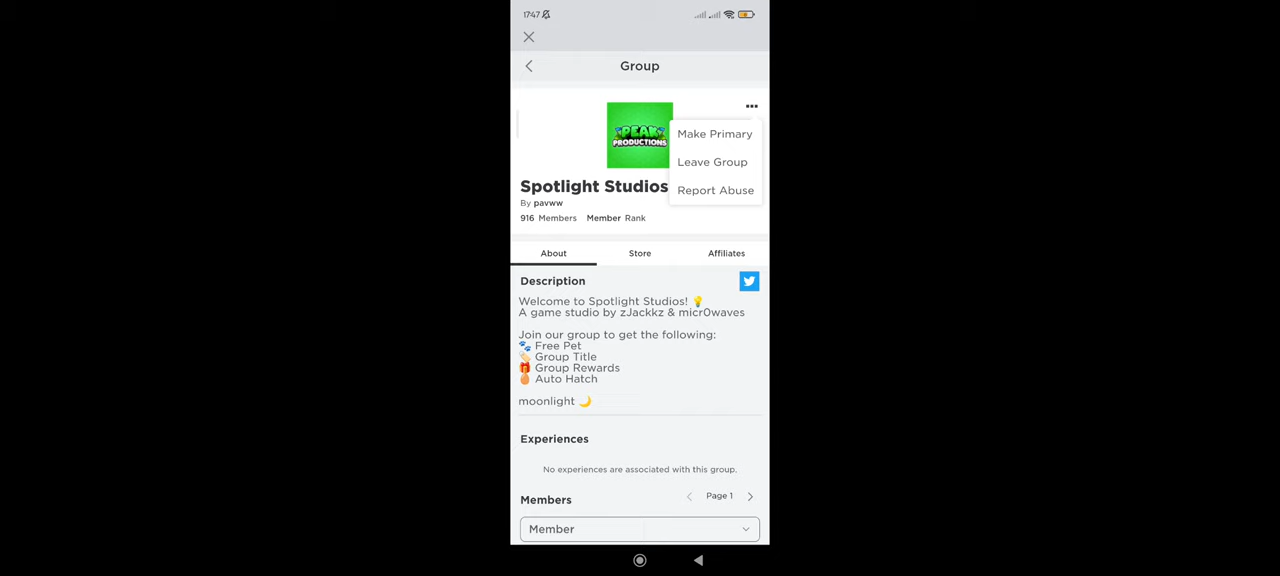 17:47
Group
PEAK
PRODUCTIONS
Make Primary
Leave Group
Report Abuse
Spotlight Studios
By pavww
916 Members Member Rank
About Store Affiliates
Description
Welcome to Spotlight Studios! 💡
A game studio by zJackkz & micr0waves
Join our group to get the following:
🐾 Free Pet
🏷️ Group Title
🎁 Group Rewards
🥚 Auto Hatch
moonlight 🌙
Experiences
No experiences are associated with this group.
Members
Page 1
Member